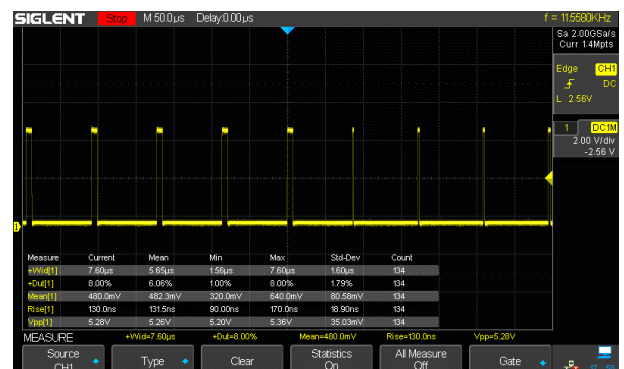 SIGLENT Stop M 50.0µs Delay:0.00µs f = 11.5580KHz
Sa 2.00GSa/s
Curr 1.4Mpts
Edge CH1
DC
L 2.56V
1 DC1M
2.00 V/div
-2.56 V
1
Measure Current Mean Min Max Std-Dev Count
+Wid[1] 7.60µs 5.65µs 1.56µs 7.60µs 1.60µs 134
+Dut[1] 8.00% 6.06% 1.00% 8.00% 1.79% 134
Mean[1] 480.0mV 482.3mV 320.0mV 640.0mV 80.58mV 134
Rise[1] 130.0ns 131.5ns 90.00ns 170.0ns 18.90ns 134
Vpp[1] 5.28V 5.26V 5.20V 5.36V 35.03mV 134
MEASURE +Wid=7.60µs +Dut=8.00% Mean=480.0mV Rise=130.0ns Vpp=5.28V
Source Type Clear Statistics All Measure Gate
CH1 On Off